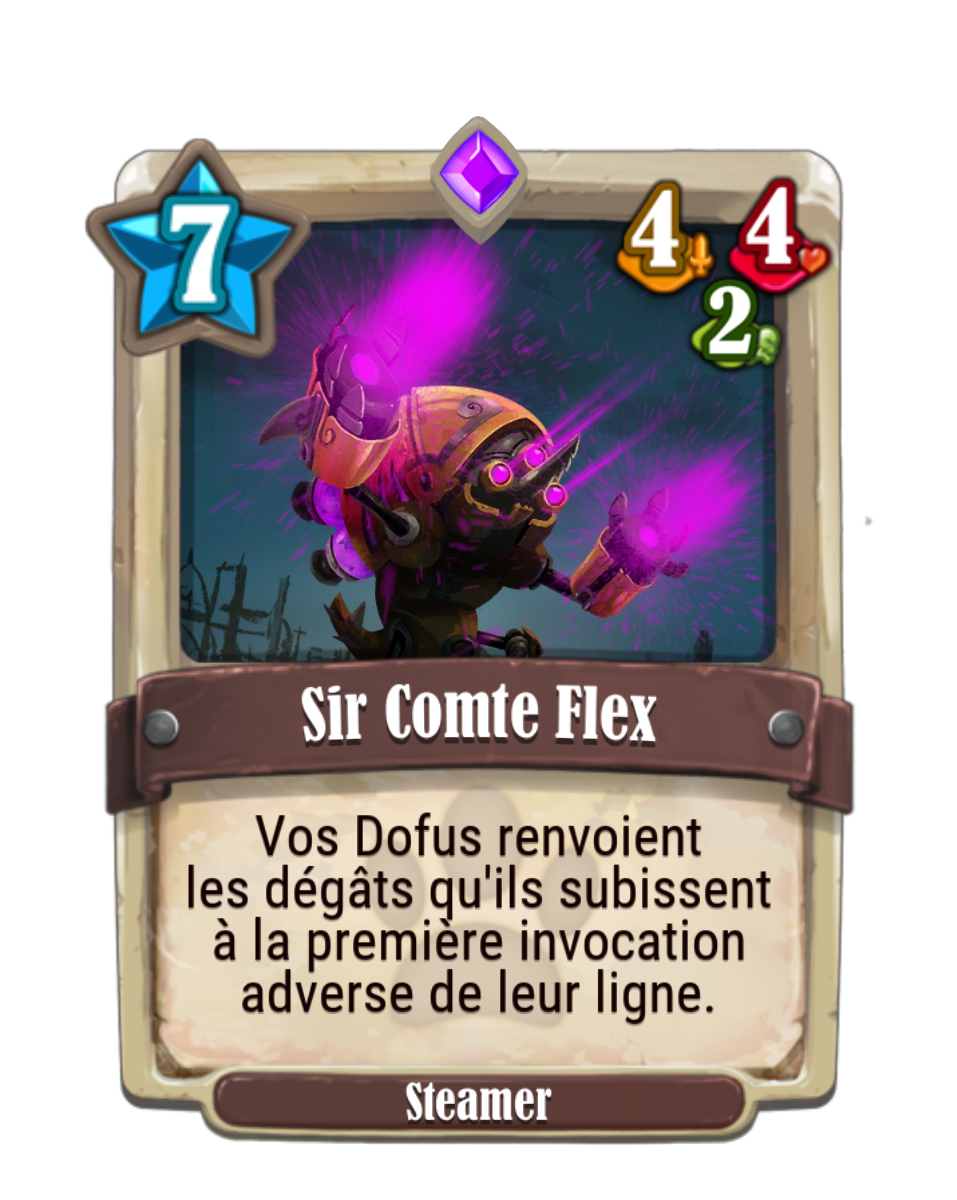 7
4
4
2
Sir Comte Flex
Vos Dofus renvoient
les dégâts qu'ils subissent
à la première invocation
adverse de leur ligne.
Steamer